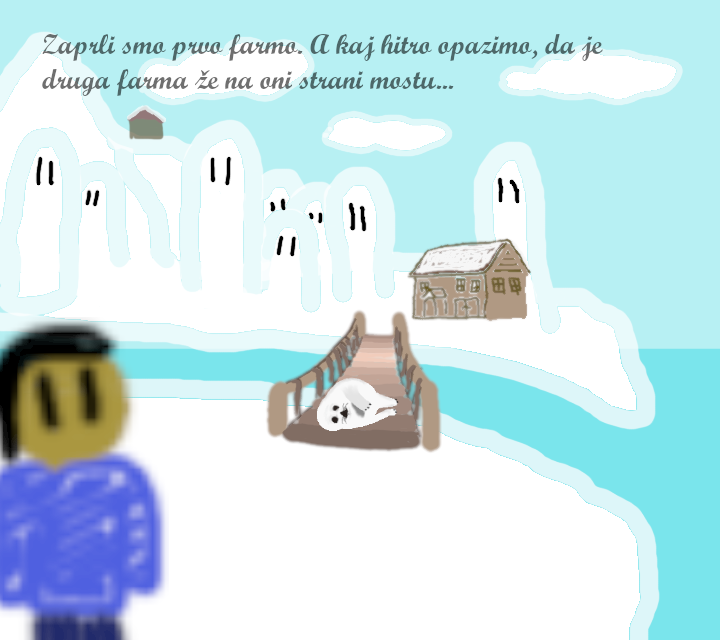 Zaprli smo prvo farmo. A kaj hitro opazimo, da je
druga farma že na oni strani mostu...